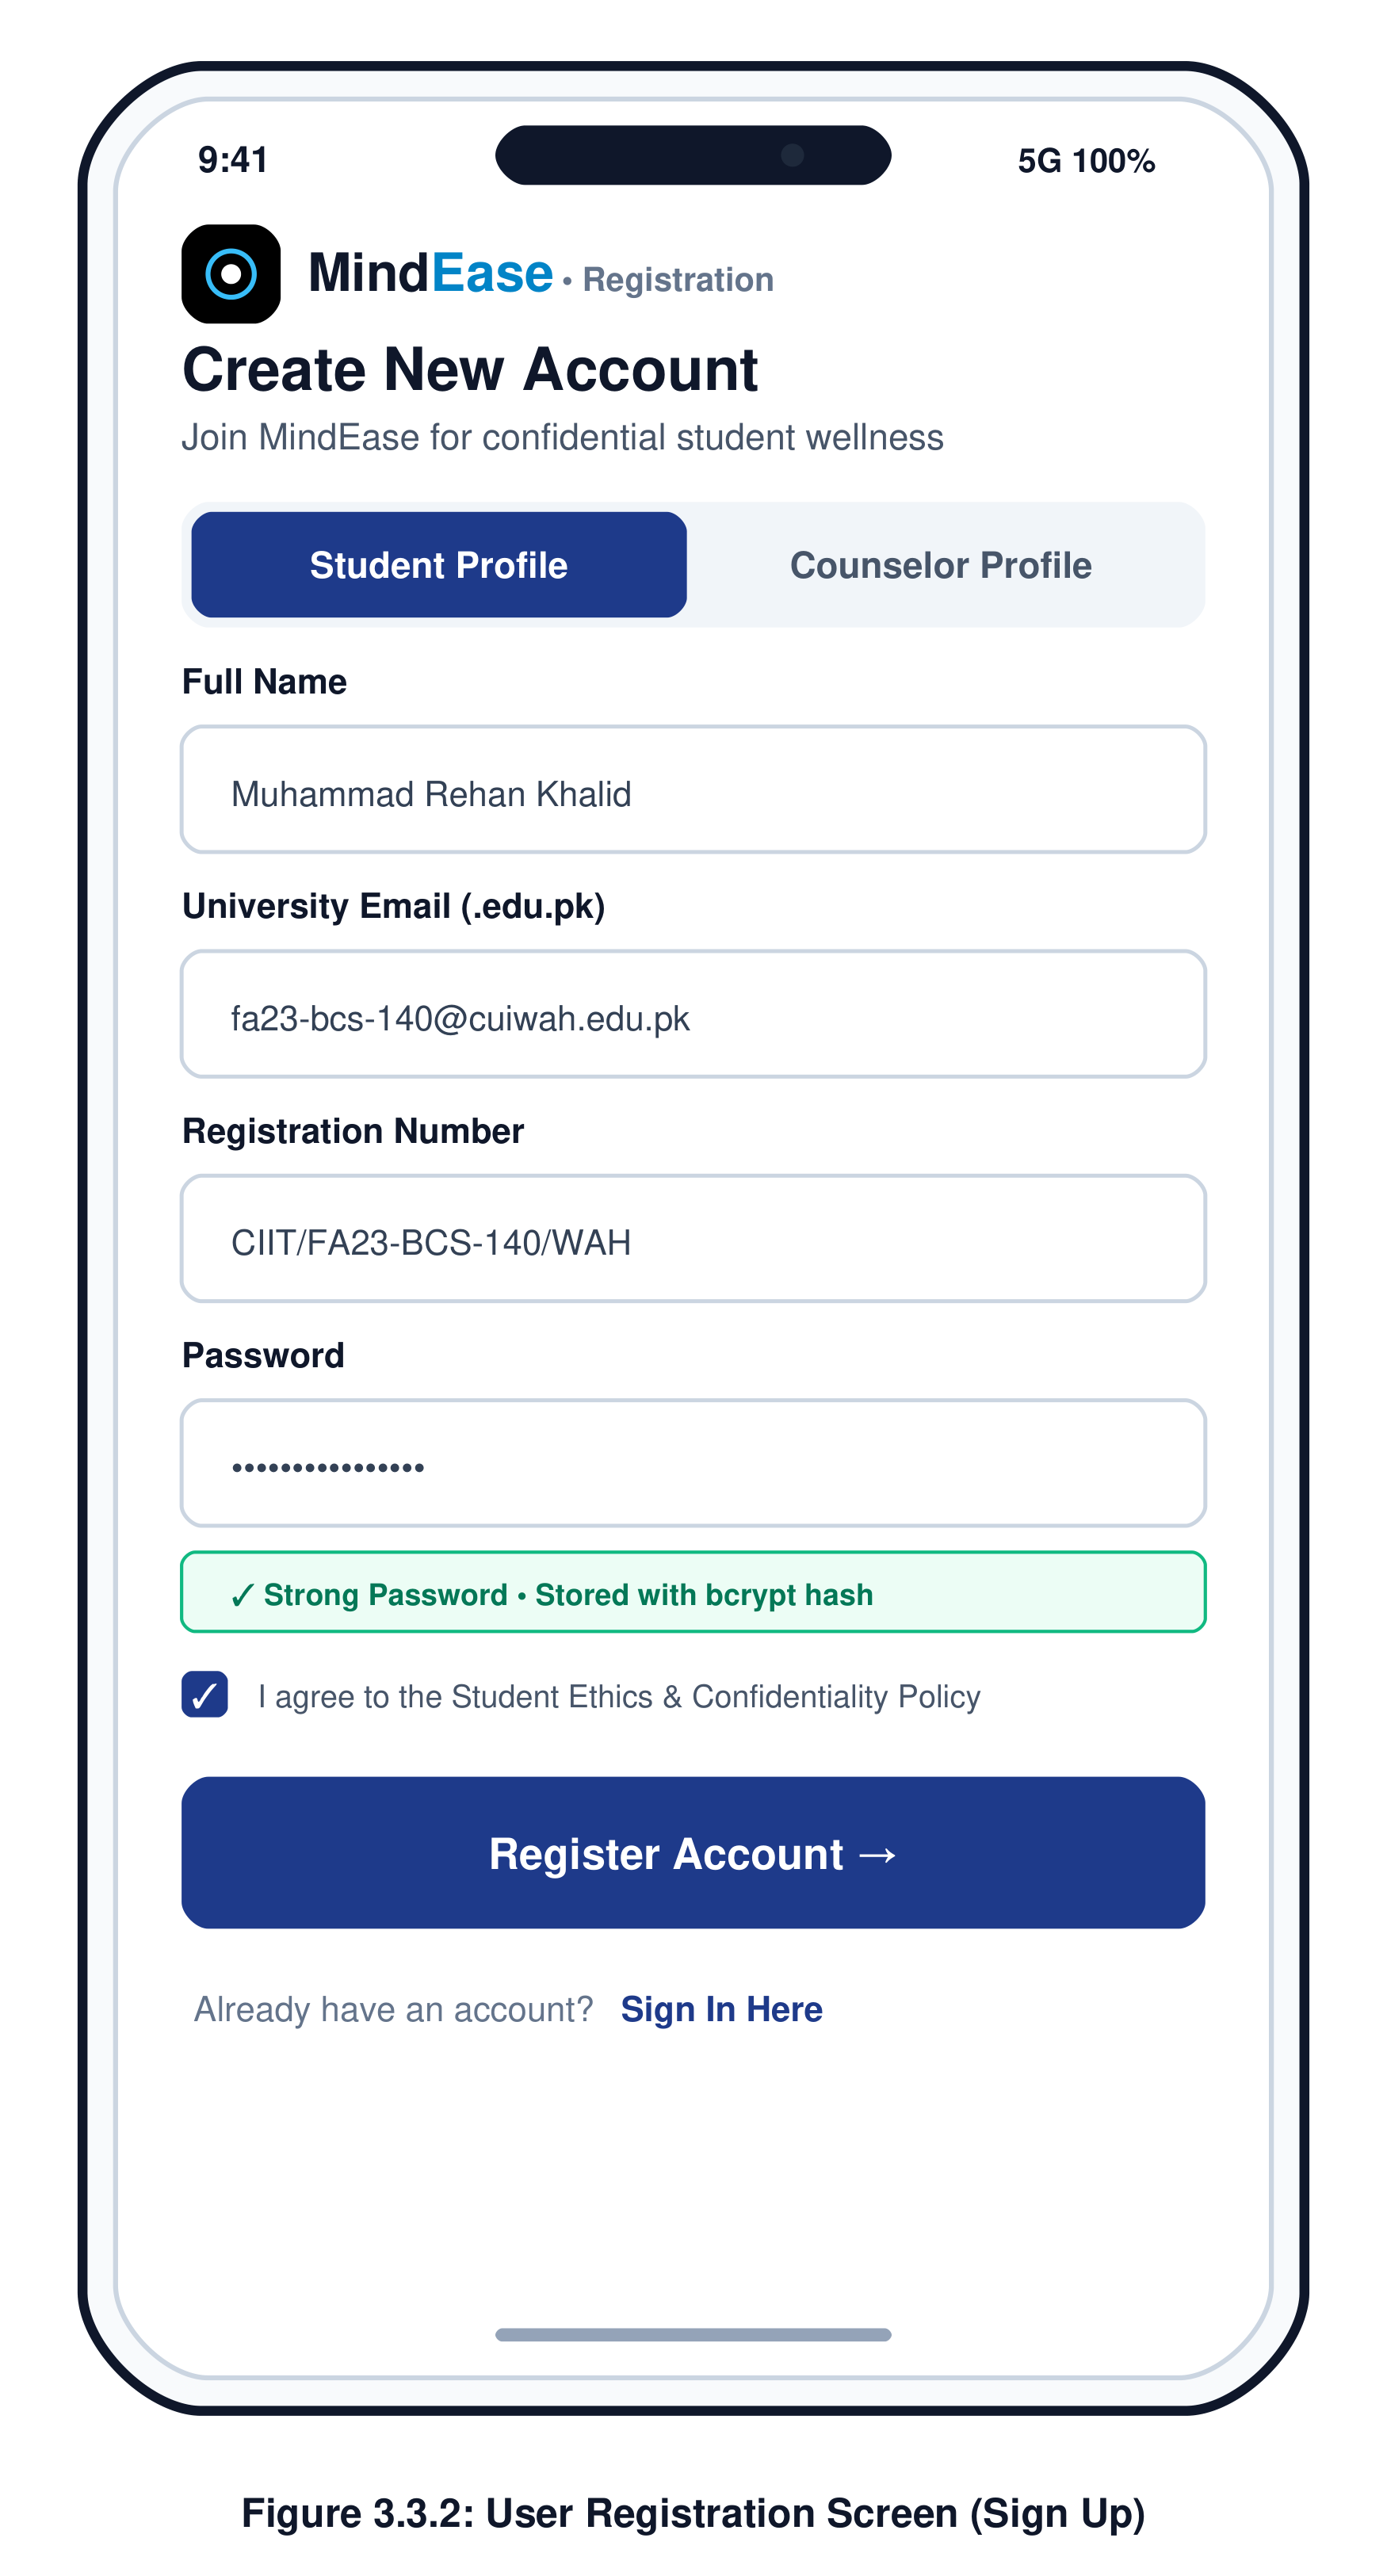 9:41 5G 100%
MindEase • Registration
Create New Account
Join MindEase for confidential student wellness
Student Profile Counselor Profile
Full Name
Muhammad Rehan Khalid
University Email (.edu.pk)
fa23-bcs-140@cuiwah.edu.pk
Registration Number
CIIT/FA23-BCS-140/WAH
Password
••••••••••••••••
✓ Strong Password • Stored with bcrypt hash
✓ I agree to the Student Ethics & Confidentiality Policy
Register Account →
Already have an account? Sign In Here
Figure 3.3.2: User Registration Screen (Sign Up)